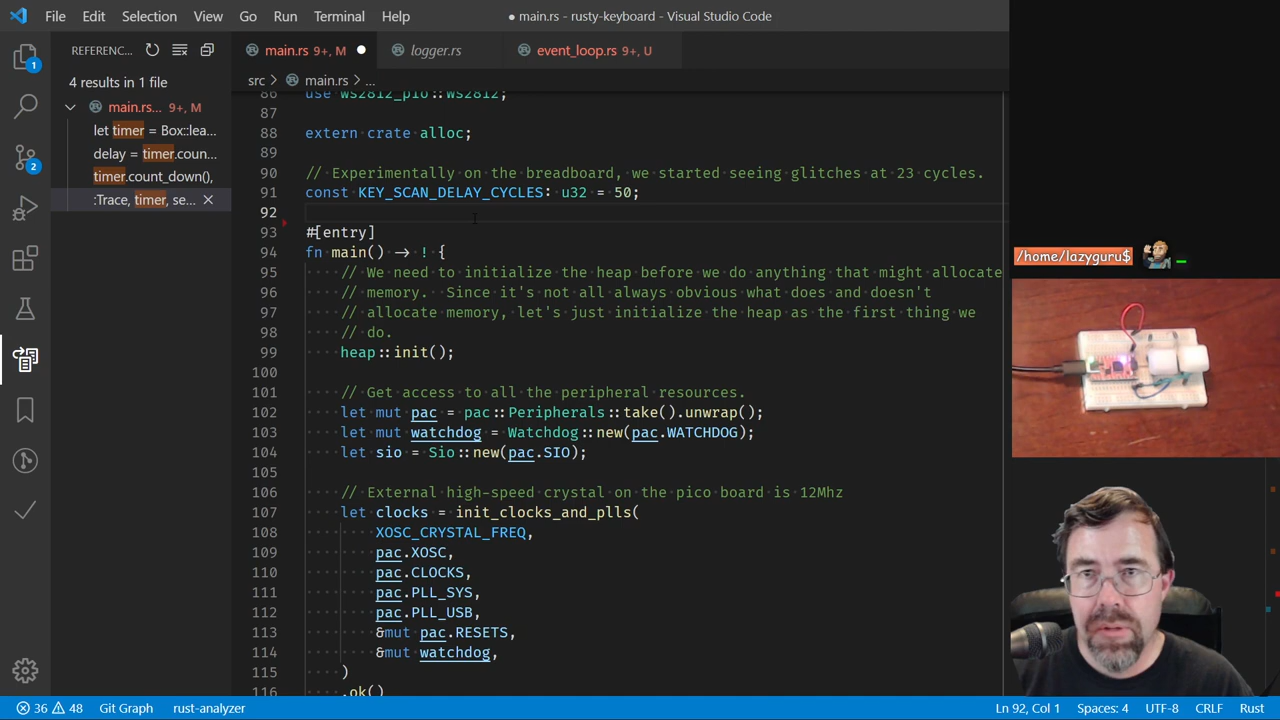 File Edit Selection View Go Run Terminal Help
● main.rs - rusty-keyboard - Visual Studio Code
REFERENC...
main.rs 9+, M
logger.rs
event_loop.rs 9+, U
4 results in 1 file
src > main.rs > ...
main.rs... 9+, M
let timer = Box::lea...
delay = timer.coun...
timer.count_down(),
:Trace, timer, se...
1
2
86 use ws2812_pio::Ws2812;
87
88 extern crate alloc;
89
90 // Experimentally on the breadboard, we started seeing glitches at 23 cycles.
91 const KEY_SCAN_DELAY_CYCLES: u32 = 50;
92
93 #[entry]
94 fn main() -> ! {
95 // We need to initialize the heap before we do anything that might allocate
96 // memory. Since it's not all always obvious what does and doesn't
97 // allocate memory, let's just initialize the heap as the first thing we
98 // do.
99 heap::init();
100
101 // Get access to all the peripheral resources.
102 let mut pac = pac::Peripherals::take().unwrap();
103 let mut watchdog = Watchdog::new(pac.WATCHDOG);
104 let sio = Sio::new(pac.SIO);
105
106 // External high-speed crystal on the pico board is 12Mhz
107 let clocks = init_clocks_and_plls(
108 XOSC_CRYSTAL_FREQ,
109 pac.XOSC,
110 pac.CLOCKS,
111 pac.PLL_SYS,
112 pac.PLL_USB,
113 &mut pac.RESETS,
114 &mut watchdog,
115 )
116 .ok()
/home/lazyguru$
36 48 Git Graph rust-analyzer
Ln 92, Col 1 Spaces: 4 UTF-8 CRLF Rust